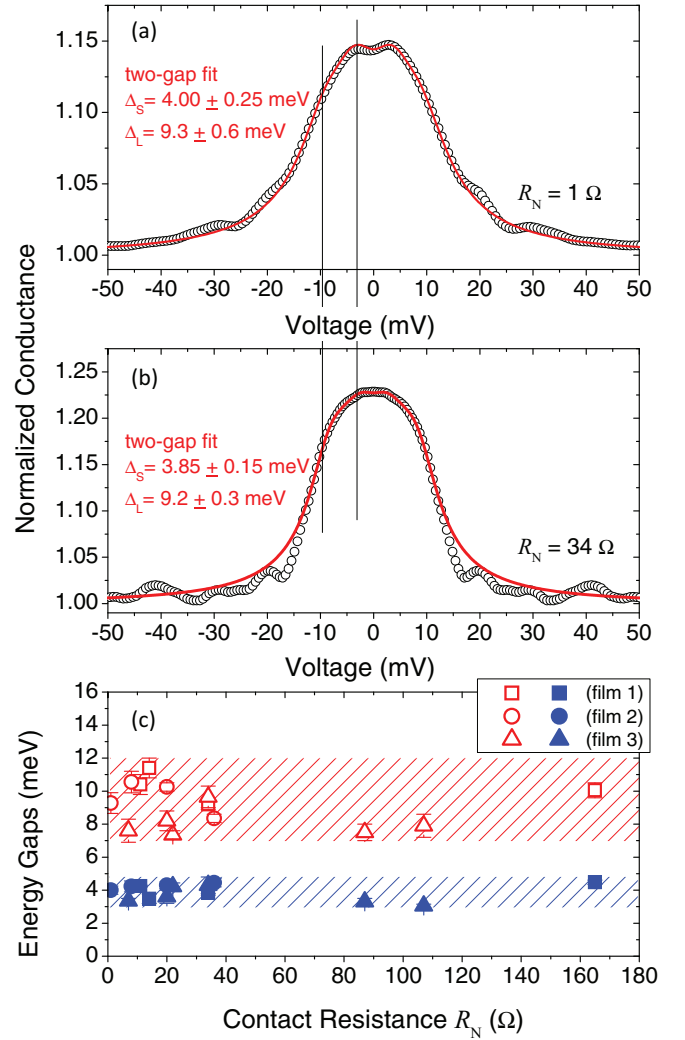 (a)
two-gap fit
Δ_S= 4.00 ± 0.25 meV
Δ_L= 9.3 ± 0.6 meV
R_N = 1 Ω
1.15
1.10
1.05
1.00
-50 -40 -30 -20 -10 0 10 20 30 40 50
Voltage (mV)
Normalized Conductance
(b)
two-gap fit
Δ_S= 3.85 ± 0.15 meV
Δ_L= 9.2 ± 0.3 meV
R_N = 34 Ω
1.25
1.20
1.15
1.10
1.05
1.00
-50 -40 -30 -20 -10 0 10 20 30 40 50
Voltage (mV)
(c)
(film 1)
(film 2)
(film 3)
16
14
12
10
8
6
4
2
0
Energy Gaps (meV)
0 20 40 60 80 100 120 140 160 180
Contact Resistance R_N (Ω)